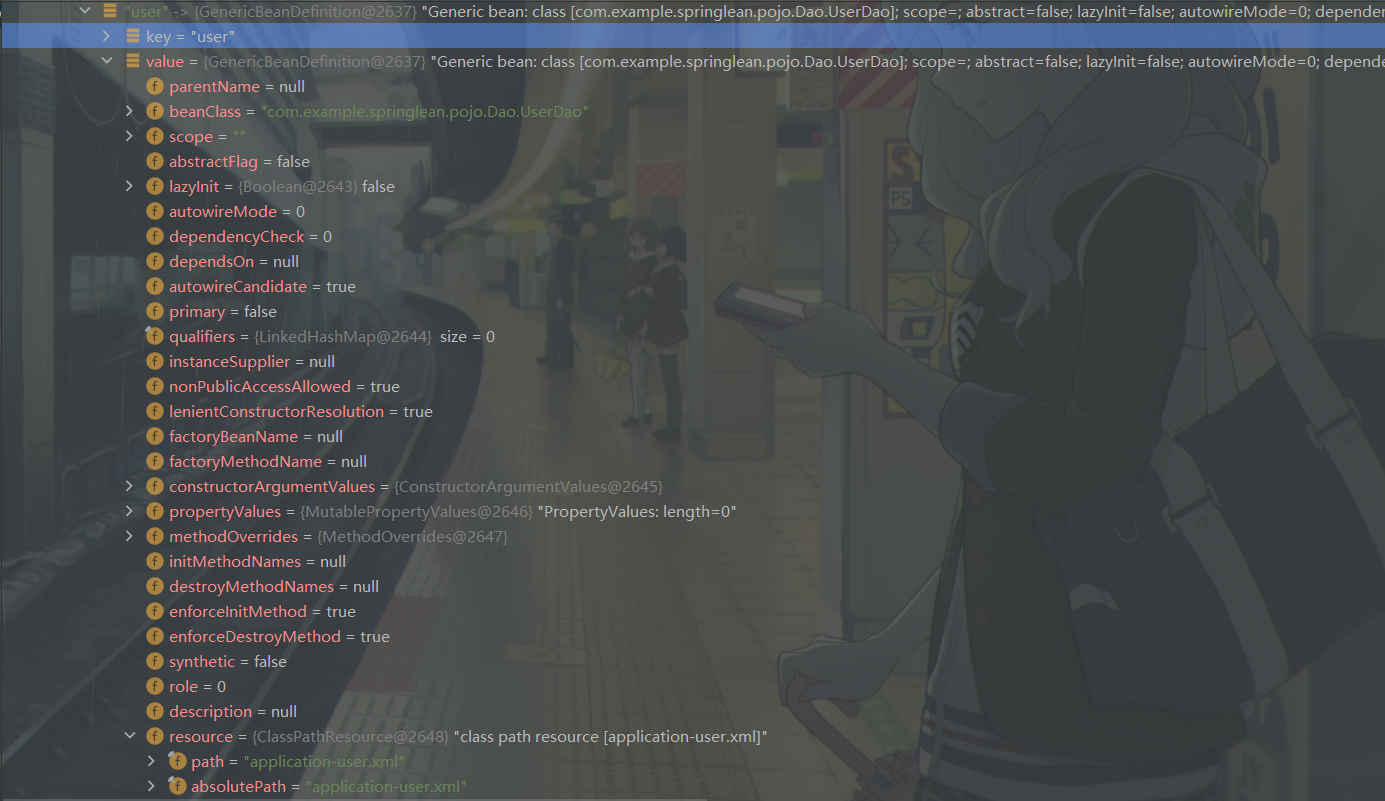 "user" -> {GenericBeanDefinition@2637} "Generic bean: class [com.example.springlean.pojo.Dao.UserDao]; scope=; abstract=false; lazyInit=false; autowireMode=0; depender
key = "user"
value = {GenericBeanDefinition@2637} "Generic bean: class [com.example.springlean.pojo.Dao.UserDao]; scope=; abstract=false; lazyInit=false; autowireMode=0; depende
f parentName = null
f beanClass = "com.example.springlean.pojo.Dao.UserDao"
f scope = ""
f abstractFlag = false
f lazyInit = {Boolean@2643} false
f autowireMode = 0
f dependencyCheck = 0
f dependsOn = null
f autowireCandidate = true
f primary = false
f qualifiers = {LinkedHashMap@2644} size = 0
f instanceSupplier = null
f nonPublicAccessAllowed = true
f lenientConstructorResolution = true
f factoryBeanName = null
f factoryMethodName = null
f constructorArgumentValues = {ConstructorArgumentValues@2645}
f propertyValues = {MutablePropertyValues@2646} "PropertyValues: length=0"
f methodOverrides = {MethodOverrides@2647}
f initMethodNames = null
f destroyMethodNames = null
f enforceInitMethod = true
f enforceDestroyMethod = true
f synthetic = false
f role = 0
f description = null
f resource = {ClassPathResource@2648} "class path resource [application-user.xml]"
f path = "application-user.xml"
f absolutePath = "application-user.xml"
S
PS